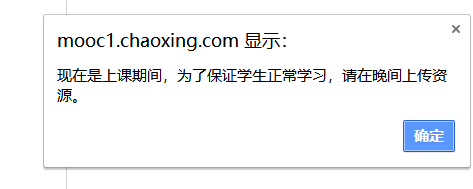 mooc1.chaoxing.com 显示：
现在是上课期间，为了保证学生正常学习，请在晚间上传资
源。
确定